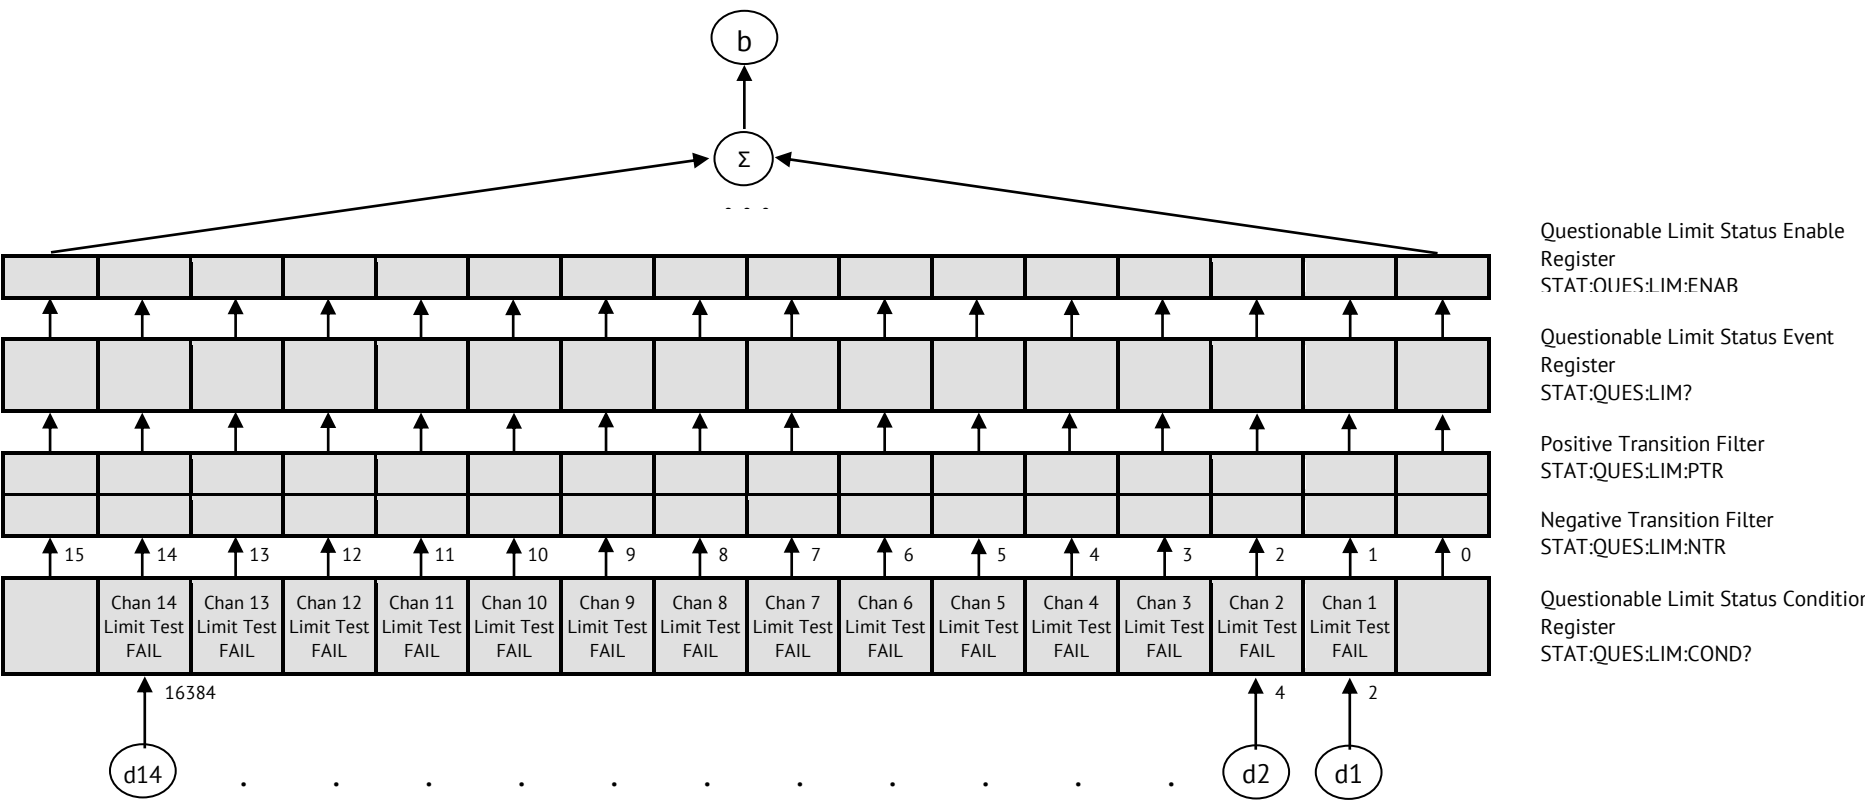 b
Σ
- - -
Questionable Limit Status Enable
Register
STAT:QUES:LIM:ENAB
Questionable Limit Status Event
Register
STAT:QUES:LIM?
Positive Transition Filter
STAT:QUES:LIM:PTR
Negative Transition Filter
STAT:QUES:LIM:NTR
15 14 13 12 11 10 9 8 7 6 5 4 3 2 1 0
Chan 14 Chan 13 Chan 12 Chan 11 Chan 10 Chan 9 Chan 8 Chan 7 Chan 6 Chan 5 Chan 4 Chan 3 Chan 2 Chan 1
Limit Test Limit Test Limit Test Limit Test Limit Test Limit Test Limit Test Limit Test Limit Test Limit Test Limit Test Limit Test Limit Test Limit Test
FAIL FAIL FAIL FAIL FAIL FAIL FAIL FAIL FAIL FAIL FAIL FAIL FAIL FAIL
Questionable Limit Status Condition
Register
STAT:QUES:LIM:COND?
16384 4 2
d14 . . . . . . . . . . . d2 d1